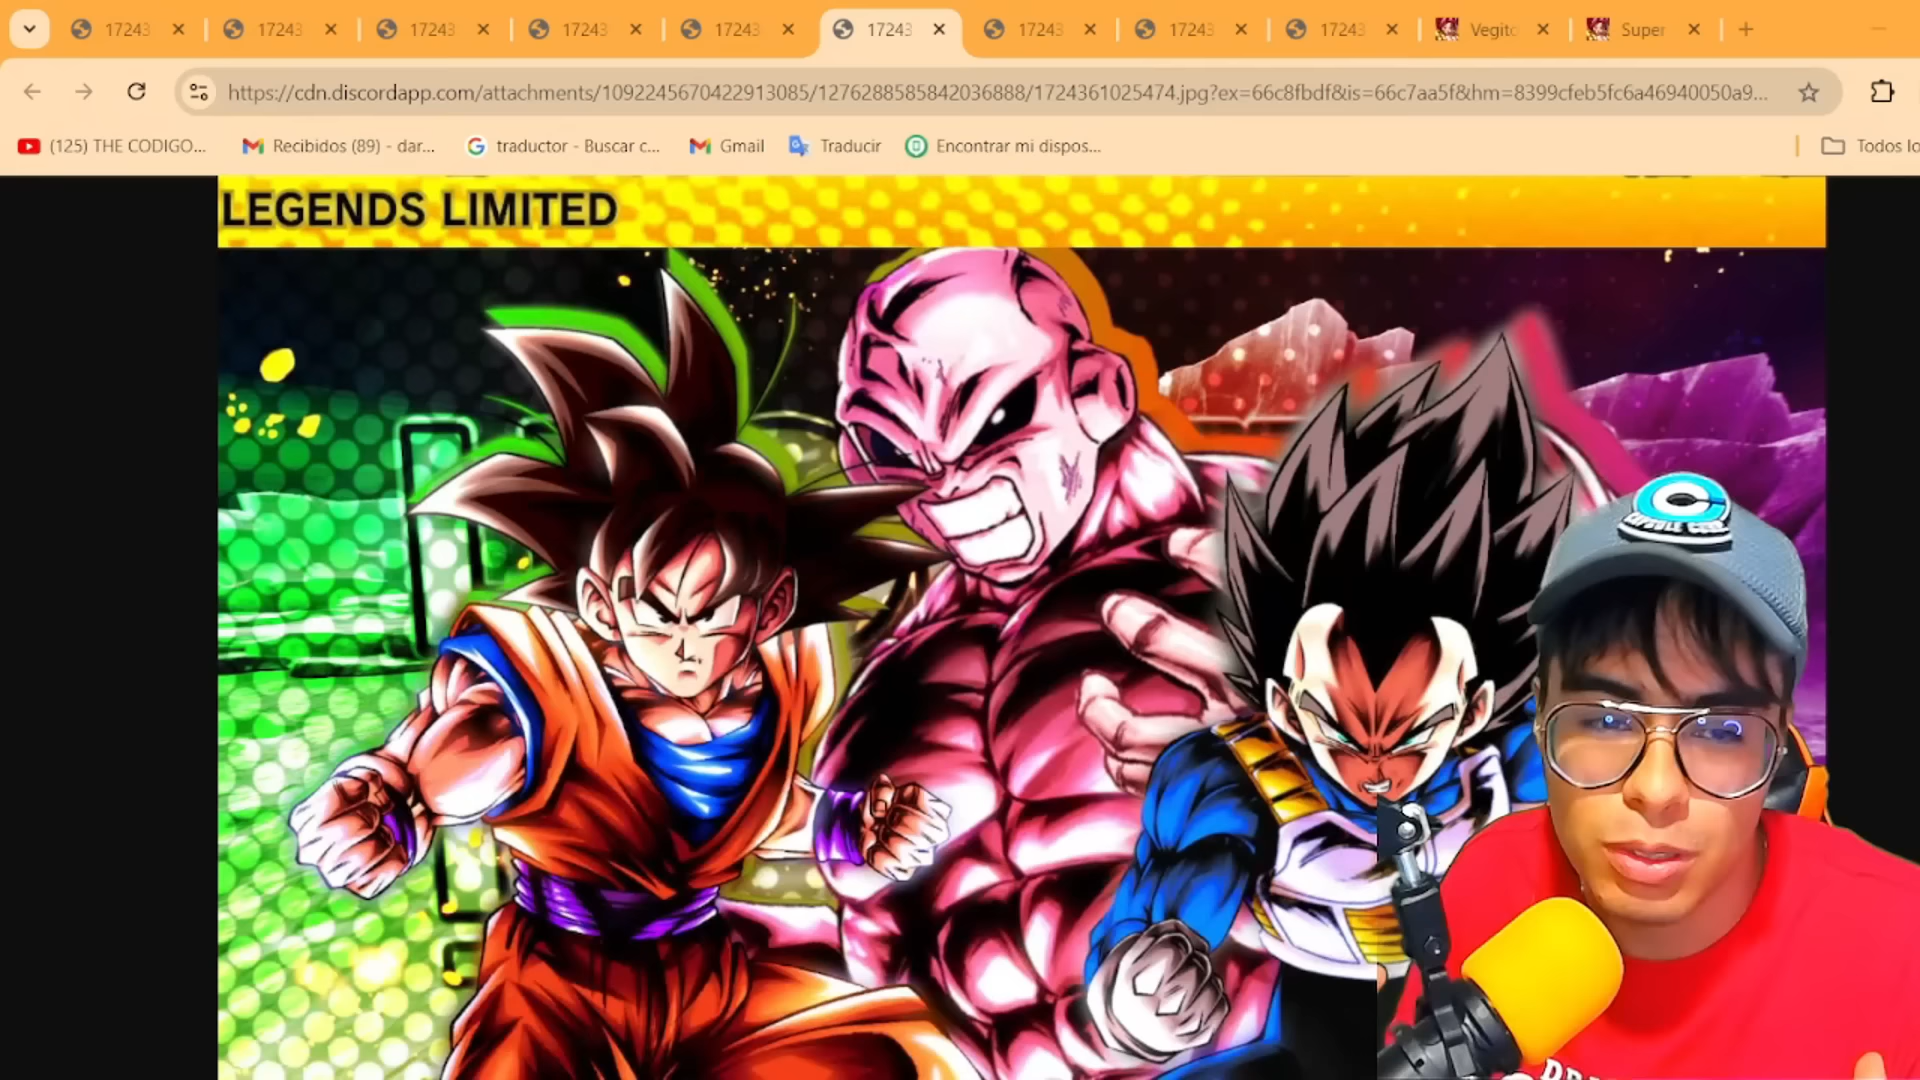 17243
17243
17243
17243
17243
17243
17243
17243
17243
Vegito
Super
https://cdn.discordapp.com/attachments/1092245670422913085/1276288585842036888/1724361025474.jpg?ex=66c8fbdf&is=66c7aa5f&hm=8399cfeb5fc6a46940050a9...
(125) THE CODIGO...
Recibidos (89) - dar...
traductor - Buscar c...
Gmail
Traducir
Encontrar mi dispos...
Todos lo
LEGENDS LIMITED
CAPSULE CORP